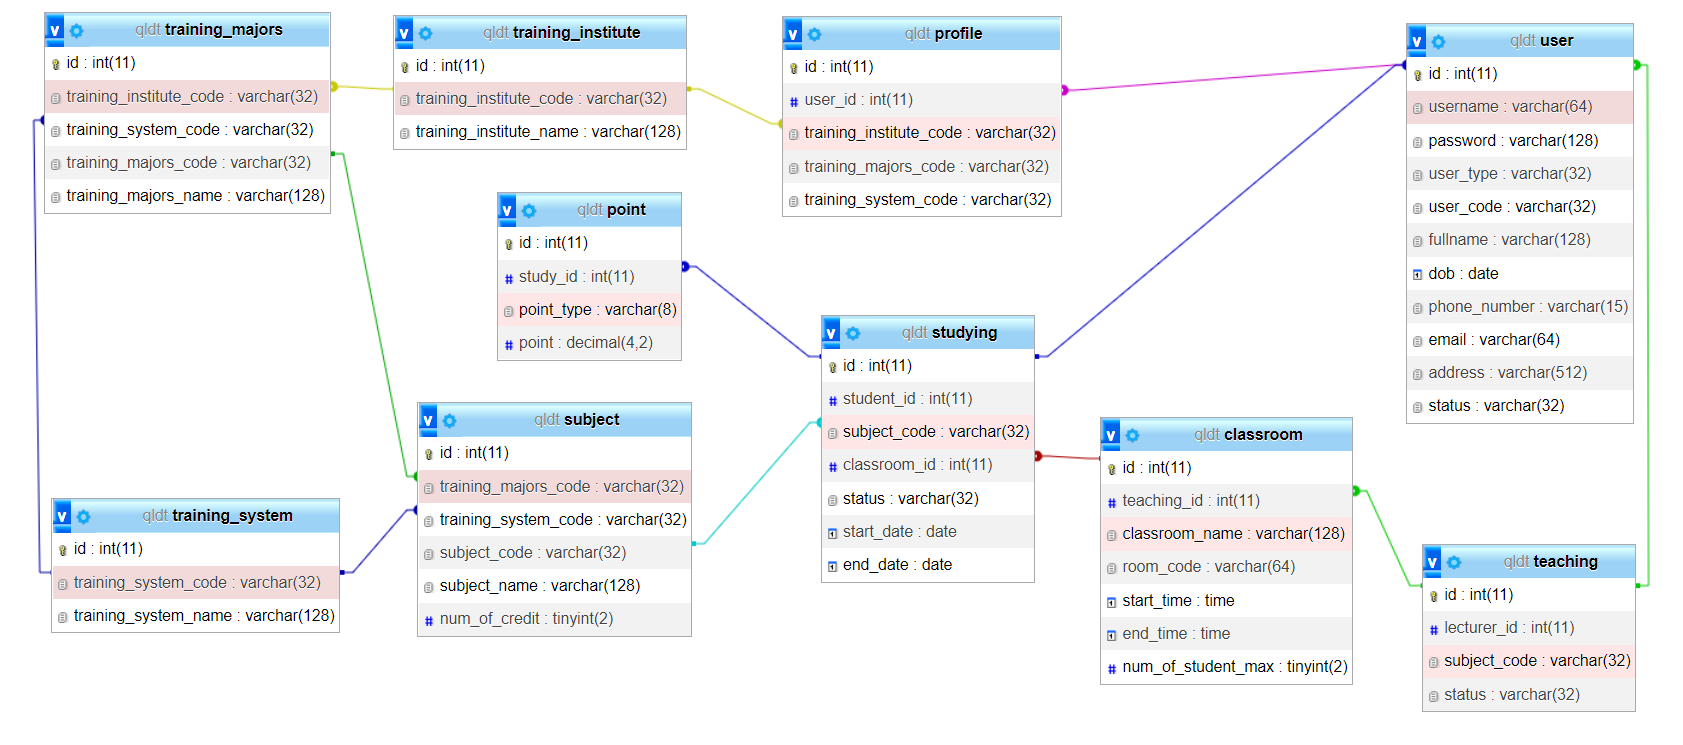 v qldt training_majors
id : int(11)
training_institute_code : varchar(32)
training_system_code : varchar(32)
training_majors_code : varchar(32)
training_majors_name : varchar(128)
v qldt training_institute
id : int(11)
training_institute_code : varchar(32)
training_institute_name : varchar(128)
v qldt profile
id : int(11)
# user_id : int(11)
training_institute_code : varchar(32)
training_majors_code : varchar(32)
training_system_code : varchar(32)
v qldt user
id : int(11)
username : varchar(64)
password : varchar(128)
user_type : varchar(32)
user_code : varchar(32)
fullname : varchar(128)
dob : date
phone_number : varchar(15)
email : varchar(64)
address : varchar(512)
status : varchar(32)
v qldt point
id : int(11)
# study_id : int(11)
point_type : varchar(8)
# point : decimal(4,2)
v qldt studying
id : int(11)
# student_id : int(11)
subject_code : varchar(32)
# classroom_id : int(11)
status : varchar(32)
start_date : date
end_date : date
v qldt subject
id : int(11)
training_majors_code : varchar(32)
training_system_code : varchar(32)
subject_code : varchar(32)
subject_name : varchar(128)
# num_of_credit : tinyint(2)
v qldt classroom
id : int(11)
# teaching_id : int(11)
classroom_name : varchar(128)
room_code : varchar(64)
start_time : time
end_time : time
# num_of_student_max : tinyint(2)
v qldt training_system
id : int(11)
training_system_code : varchar(32)
training_system_name : varchar(128)
v qldt teaching
id : int(11)
# lecturer_id : int(11)
subject_code : varchar(32)
status : varchar(32)